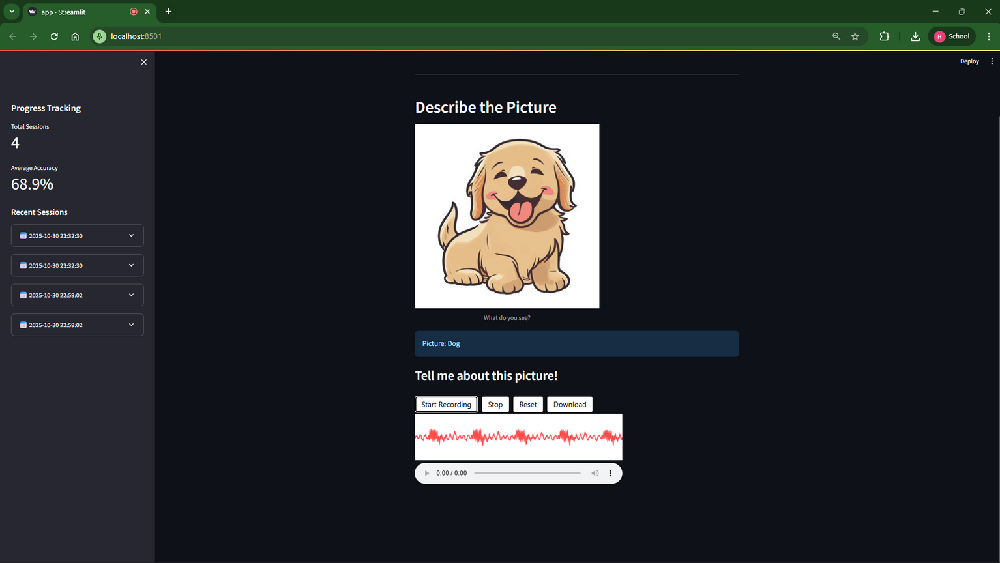 app · Streamlit
localhost:8501
R School
Deploy
Progress Tracking
Total Sessions
4
Average Accuracy
68.9%
Recent Sessions
2025-10-30 23:32:30
2025-10-30 23:32:30
2025-10-30 22:59:02
2025-10-30 22:59:02
Describe the Picture
What do you see?
Picture: Dog
Tell me about this picture!
Start Recording Stop Reset Download
0:00 / 0:00